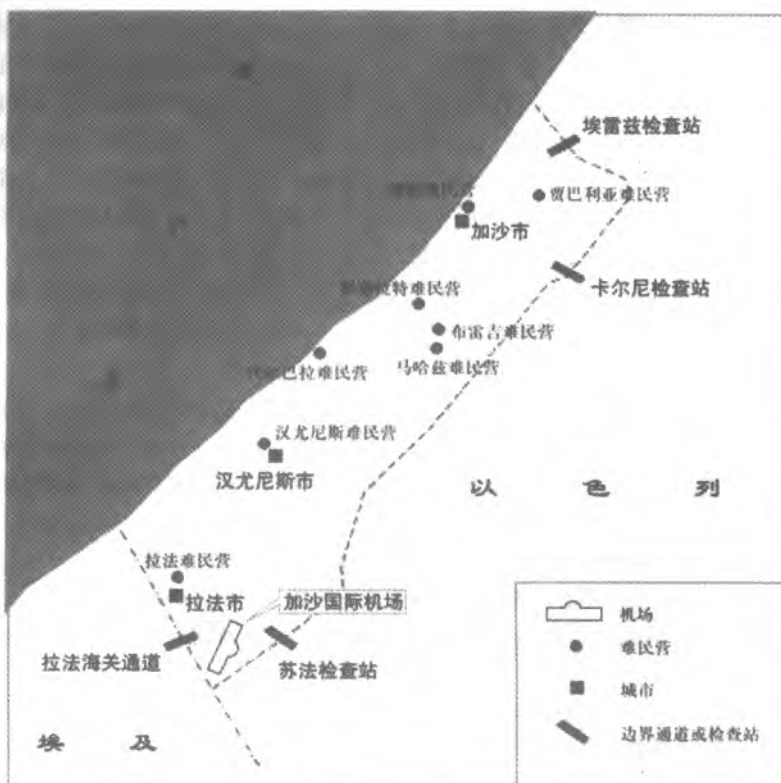 埃雷兹检查站
贾巴利亚难民营
加沙市
卡尔尼检查站
布雷吉难民营
马哈兹难民营
汉尤尼斯难民营
汉尤尼斯市
以色列
拉法难民营
拉法市
加沙国际机场
拉法海关通道
苏法检查站
埃及
机场
难民营
城市
边界通道或检查站